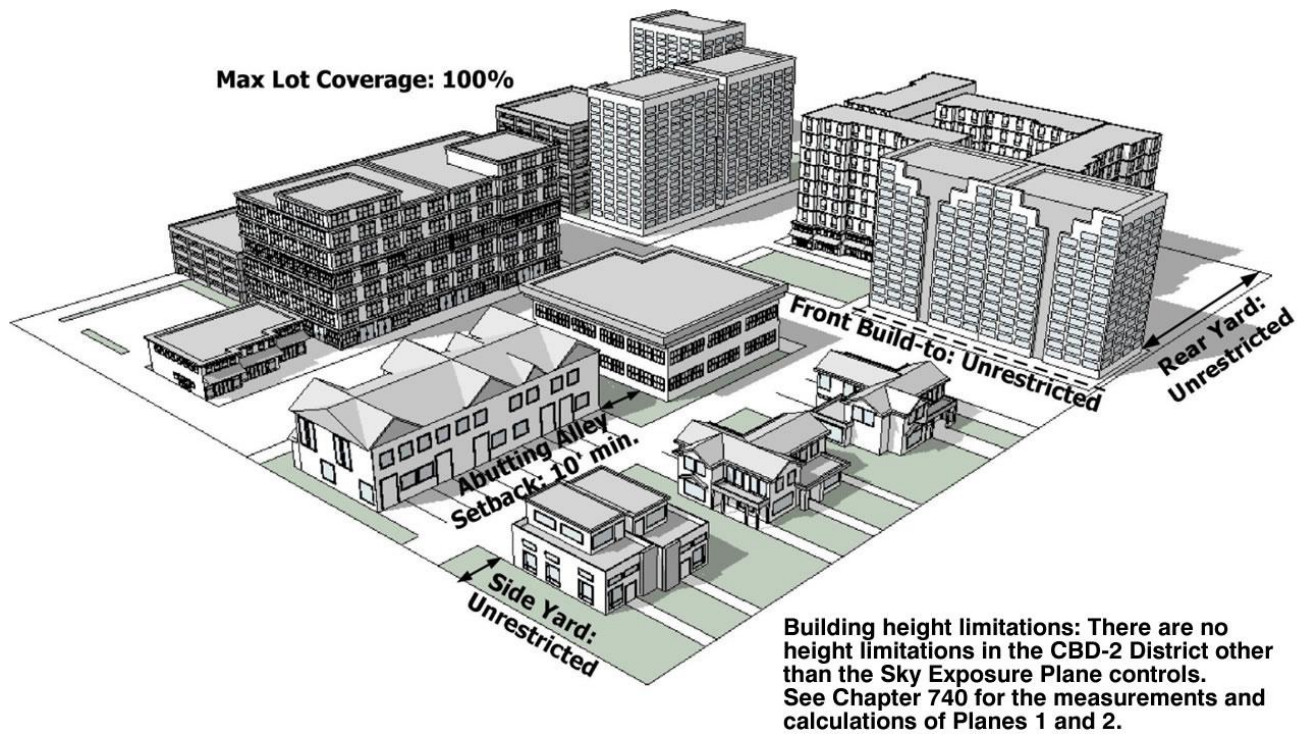 Max Lot Coverage: 100%
Front Build-to: Unrestricted
Rear Yard:
Unrestricted
Abutting Alley
Setback: 10' min.
Side Yard:
Unrestricted
Building height limitations: There are no
height limitations in the CBD-2 District other
than the Sky Exposure Plane controls.
See Chapter 740 for the measurements and
calculations of Planes 1 and 2.